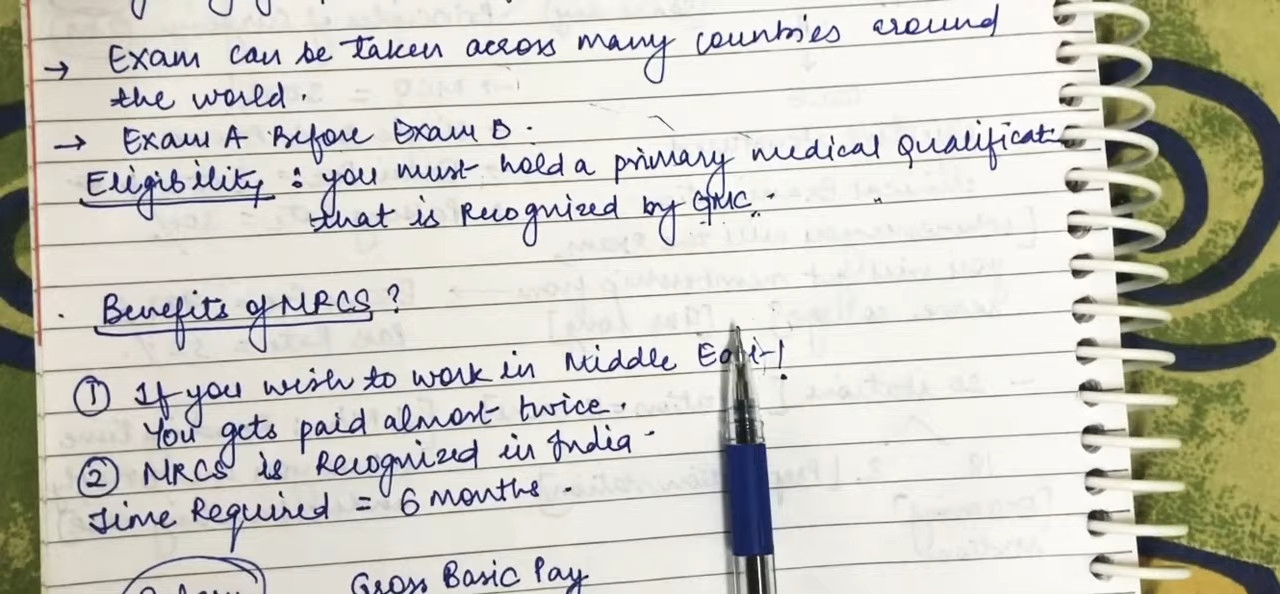 → Exam can be taken across many countries around
the world.
→ Exam A Before Exam B.
Eligibility : you must hold a primary medical Qualificat
that is Recognized by GMC.
Benefits of MRCS ?
① If you wish to work in Middle East!
You gets paid almost twice.
② MRCS is Recognized in India
Time Required = 6 months.
Gross Basic Pay